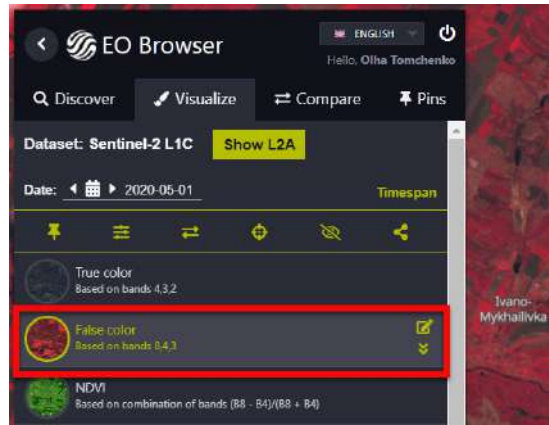 EO Browser
ENGLISH
Hello, Olha Tomchenko
Discover
Visualize
Compare
Pins
Dataset: Sentinel-2 L1C
Show L2A
Date: 2020-05-01
Timespan
True color
Based on bands 4,3,2
False color
Based on bands 8,4,3
NDVI
Based on combination of bands (B8 - B4)/(B8 + B4)
Ivano-
Mykhailivka